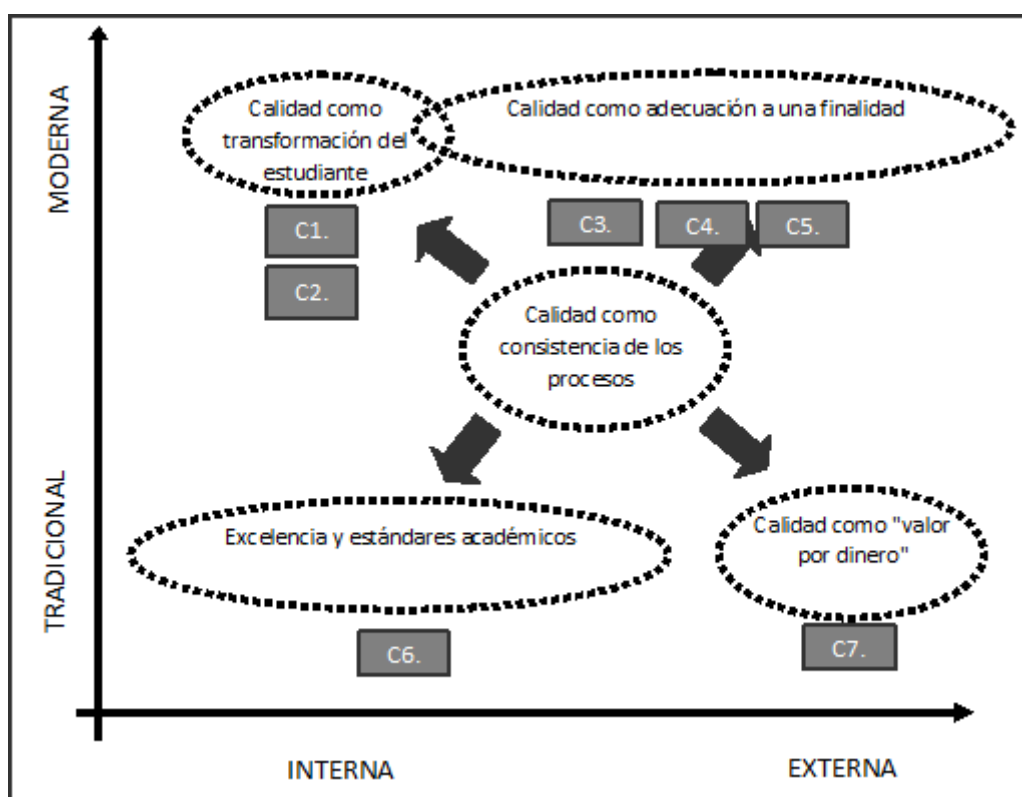 MODERNA
Calidad como
transformación del
estudiante
Calidad como adecuación a una finalidad
C1.
C2.
C3.
C4.
C5.
Calidad como
consistencia de los
procesos
TRADICIONAL
Excelencia y estándares académicos
Calidad como "valor
por dinero"
C6.
C7.
INTERNA
EXTERNA